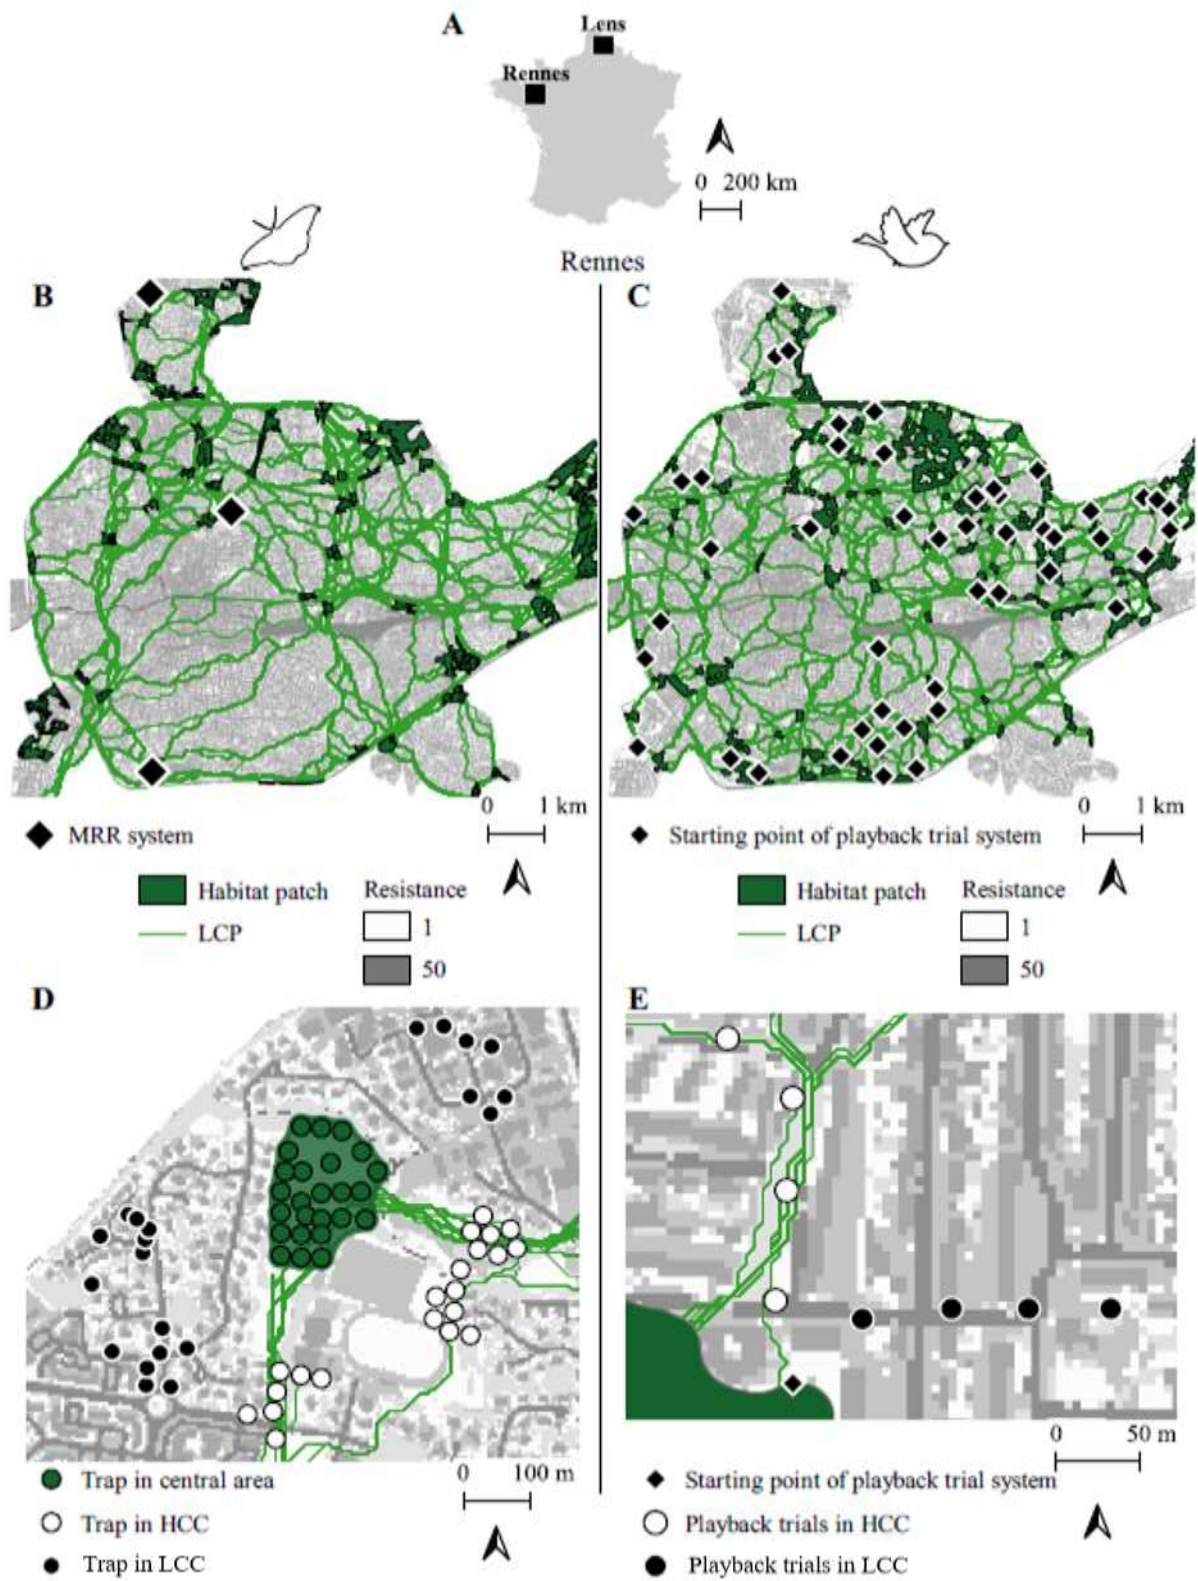 A
Lens
Rennes
0 200 km
Rennes
B
C
0 1 km
0 1 km
MRR system
Starting point of playback trial system
Habitat patch
Resistance
LCP
1
50
Habitat patch
Resistance
LCP
1
50
D
E
0 100 m
0 50 m
Trap in central area
Trap in HCC
Trap in LCC
Starting point of playback trial system
Playback trials in HCC
Playback trials in LCC